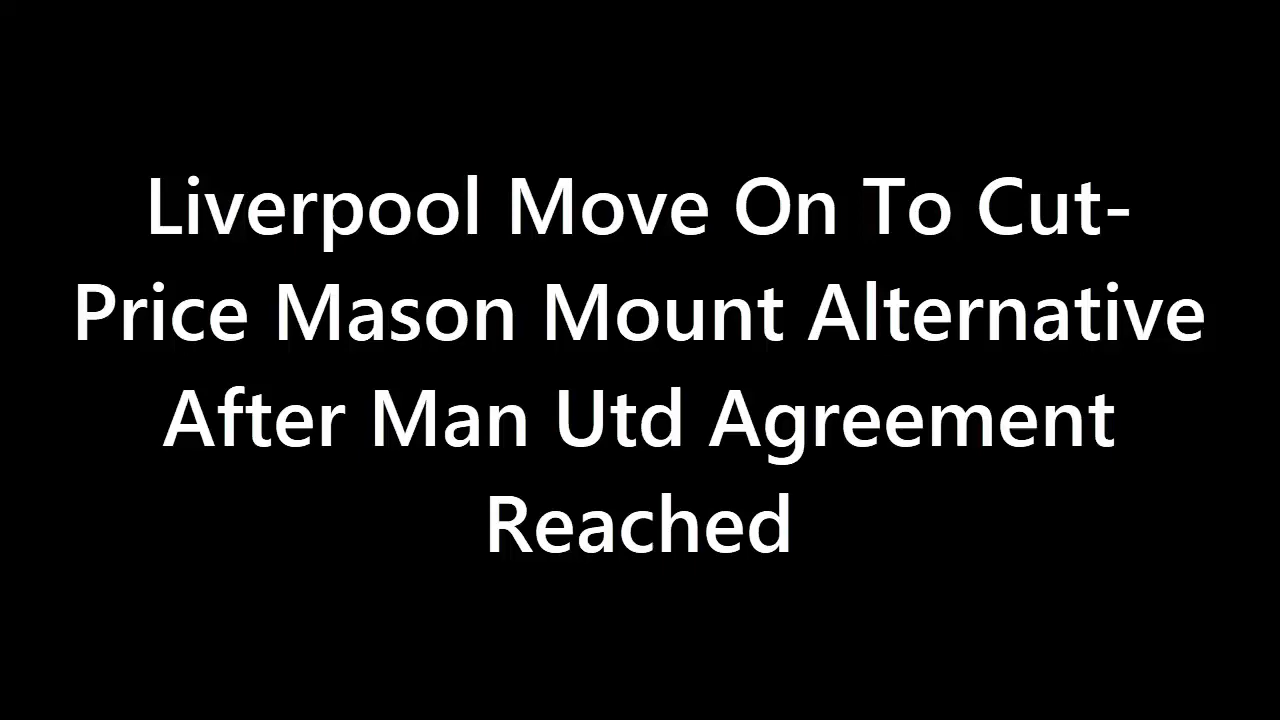 Liverpool Move On To Cut-
Price Mason Mount Alternative
After Man Utd Agreement
Reached